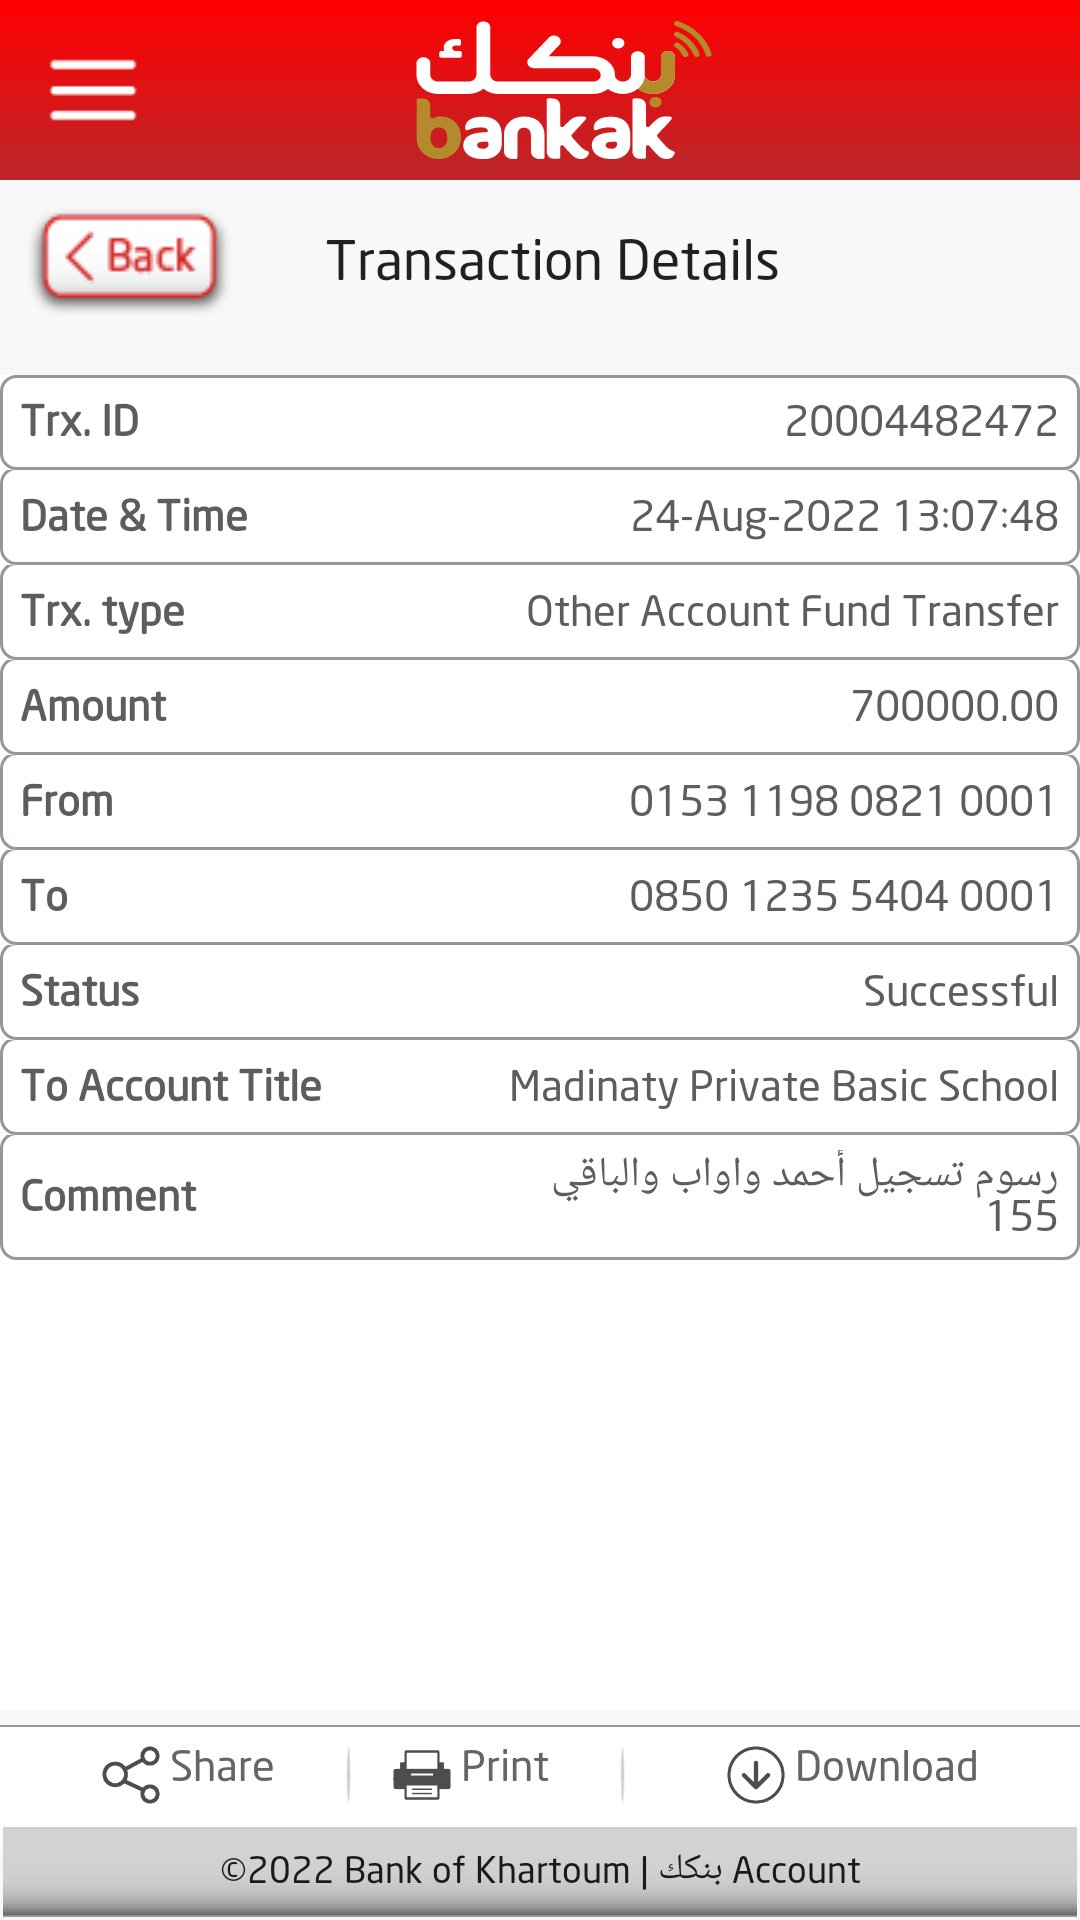 بنكك
bankak
Back
Transaction Details
Trx. ID 20004482472
Date & Time 24-Aug-2022 13:07:48
Trx. type Other Account Fund Transfer
Amount 700000.00
From 0153 1198 0821 0001
To 0850 1235 5404 0001
Status Successful
To Account Title Madinaty Private Basic School
Comment رسوم تسجيل أحمد واواب والباقي
155
Share Print Download
©2022 Bank of Khartoum | بنكك Account